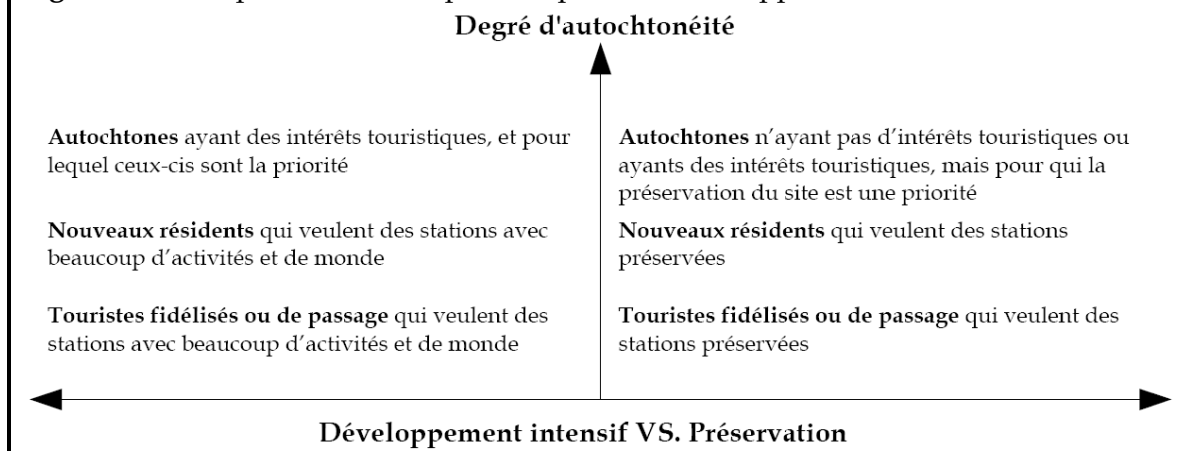 Degré d'autochtonéité
Autochtones ayant des intérêts touristiques, et pour
lequel ceux-cis sont la priorité
Autochtones n'ayant pas d'intérêts touristiques ou
ayants des intérêts touristiques, mais pour qui la
préservation du site est une priorité
Nouveaux résidents qui veulent des stations avec
beaucoup d'activités et de monde
Nouveaux résidents qui veulent des stations
préservées
Touristes fidélisés ou de passage qui veulent des
stations avec beaucoup d'activités et de monde
Touristes fidélisés ou de passage qui veulent des
stations préservées
Développement intensif VS. Préservation